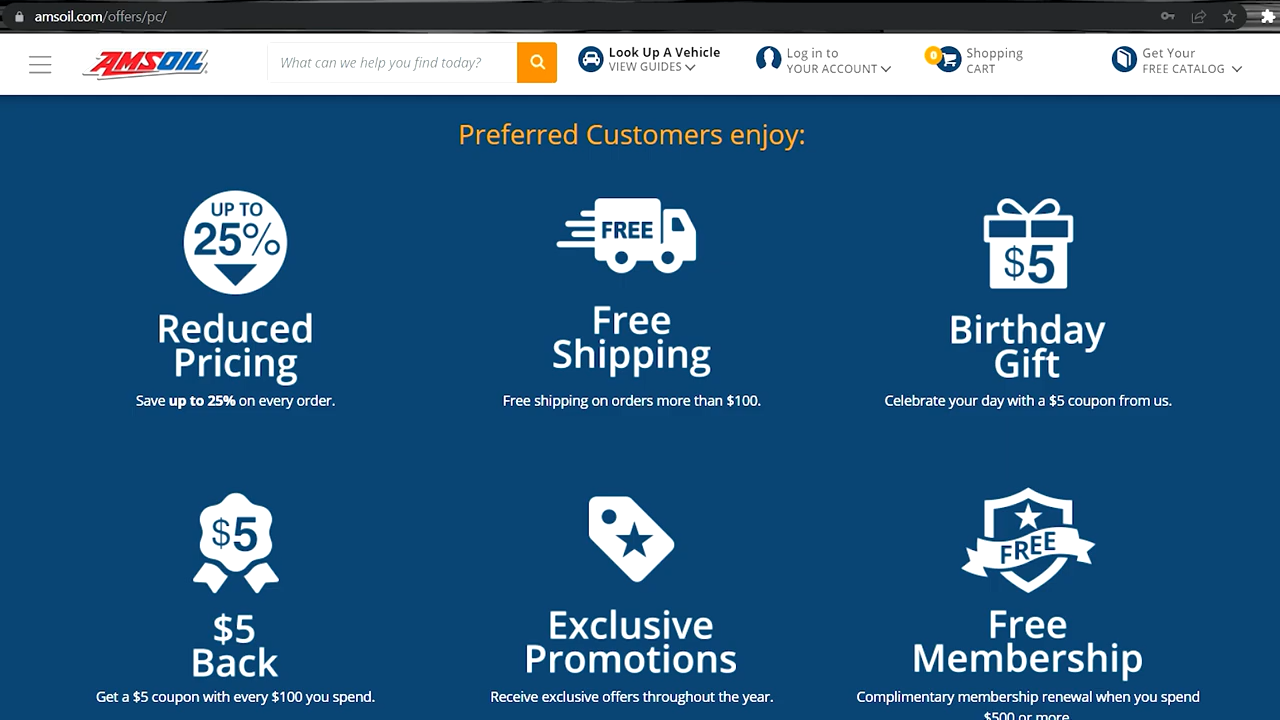 amsoil.com/offers/pc/
AMSOIL
What can we help you find today?
Look Up A Vehicle
VIEW GUIDES
Log in to
YOUR ACCOUNT
0
Shopping
CART
Get Your
FREE CATALOG
Preferred Customers enjoy:
UP TO
25%
Reduced
Pricing
Save up to 25% on every order.
FREE
Free
Shipping
Free shipping on orders more than $100.
$5
Birthday
Gift
Celebrate your day with a $5 coupon from us.
$5
$5
Back
Get a $5 coupon with every $100 you spend.
Exclusive
Promotions
Receive exclusive offers throughout the year.
FREE
Free
Membership
Complimentary membership renewal when you spend
$500 or more